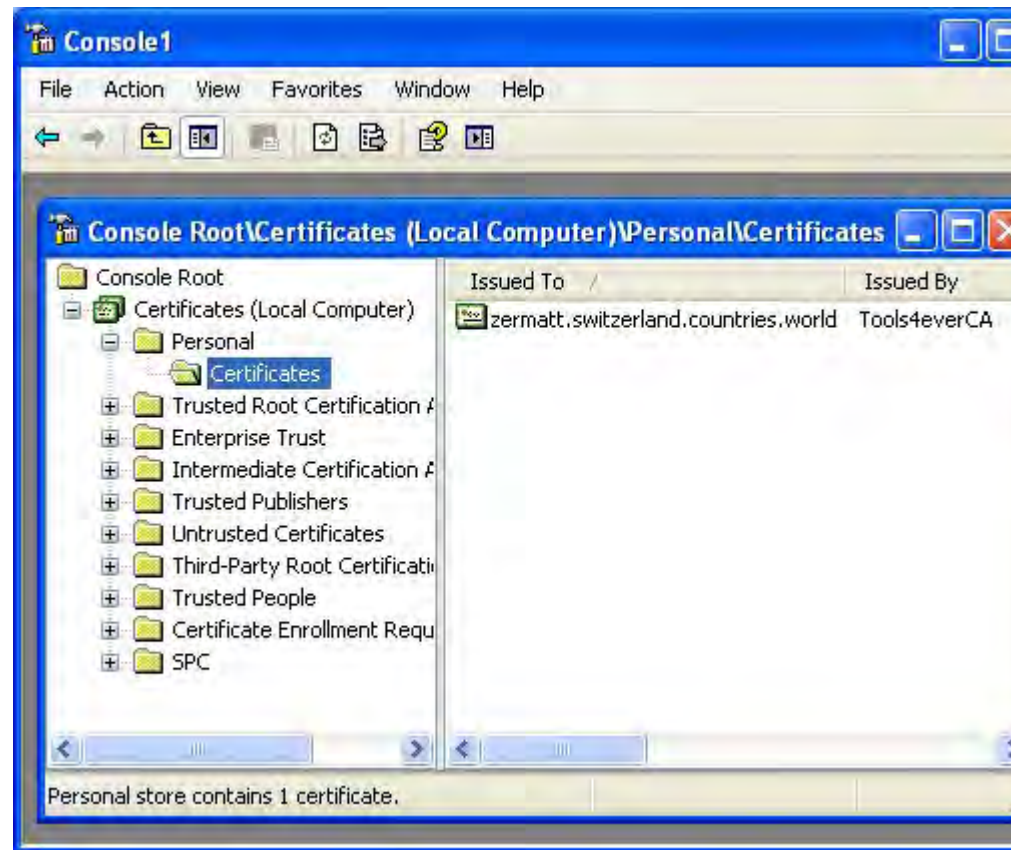 Console1
File Action View Favorites Window Help
Console Root\Certificates (Local Computer)\Personal\Certificates
Console Root
Certificates (Local Computer)
Personal
Certificates
Trusted Root Certification A
Enterprise Trust
Intermediate Certification A
Trusted Publishers
Untrusted Certificates
Third-Party Root Certificati
Trusted People
Certificate Enrollment Requ
SPC
Issued To Issued By
zermatt.switzerland.countries.world Tools4everCA
Personal store contains 1 certificate.